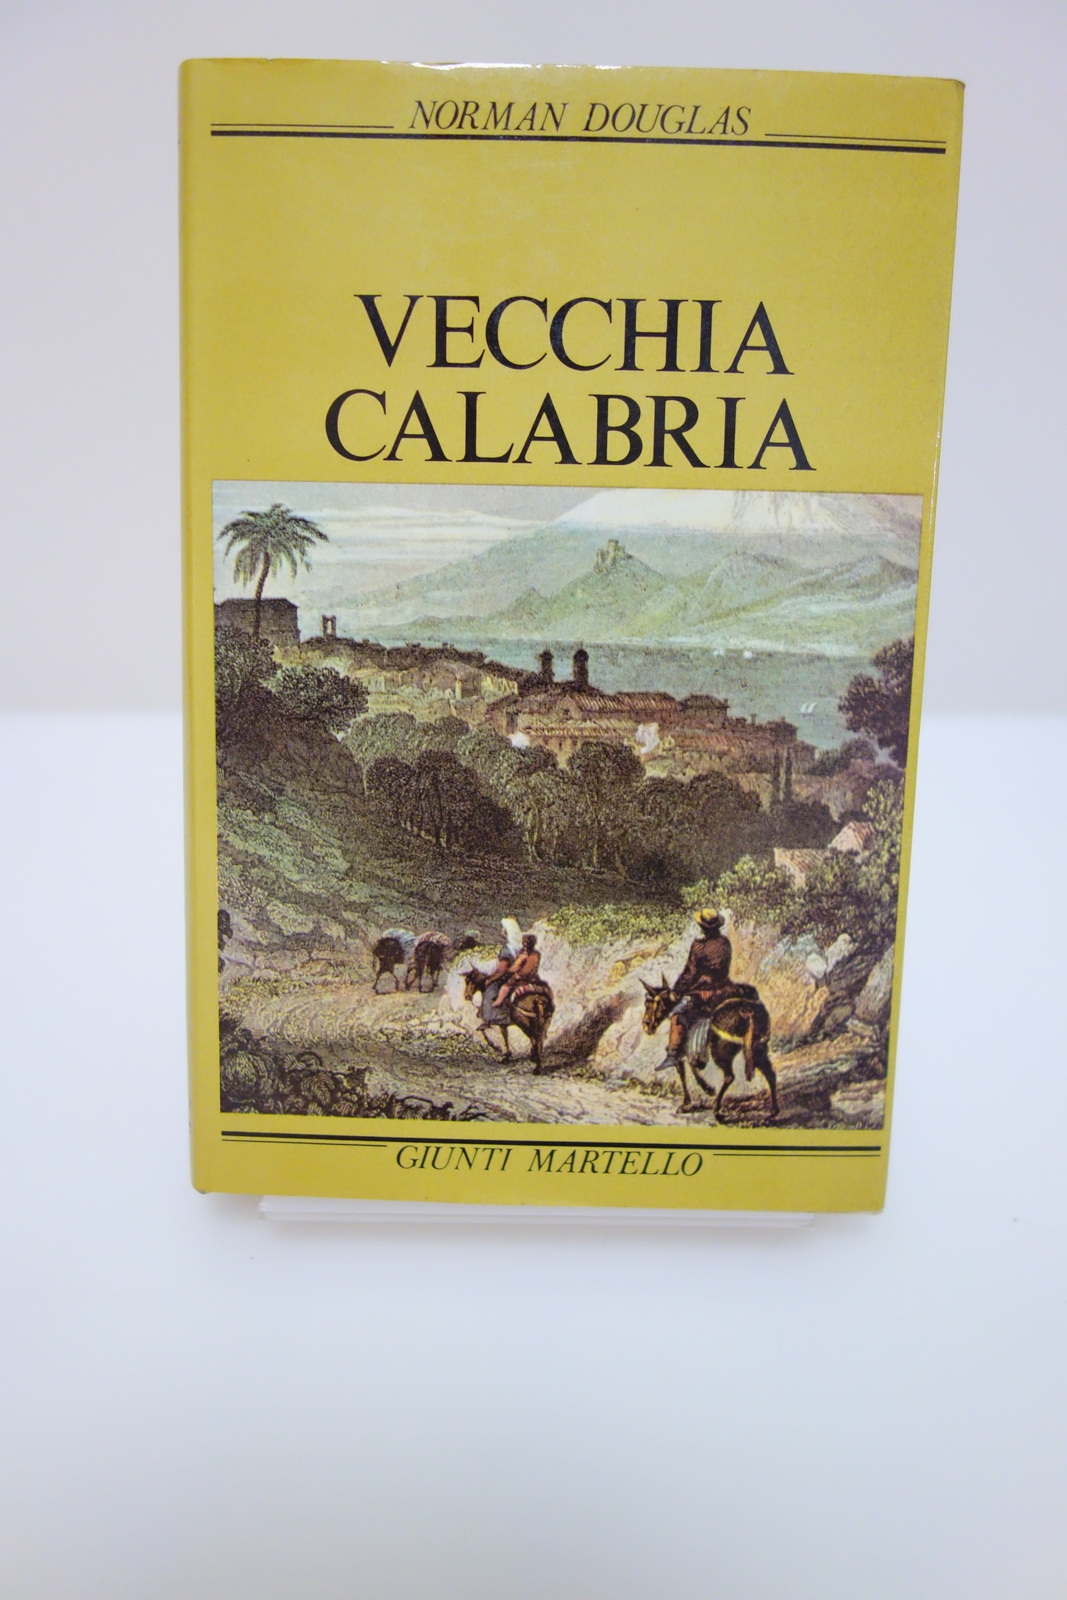 NORMAN DOUGLAS
VECCHIA
CALABRIA
GIUNTI MARTELLO